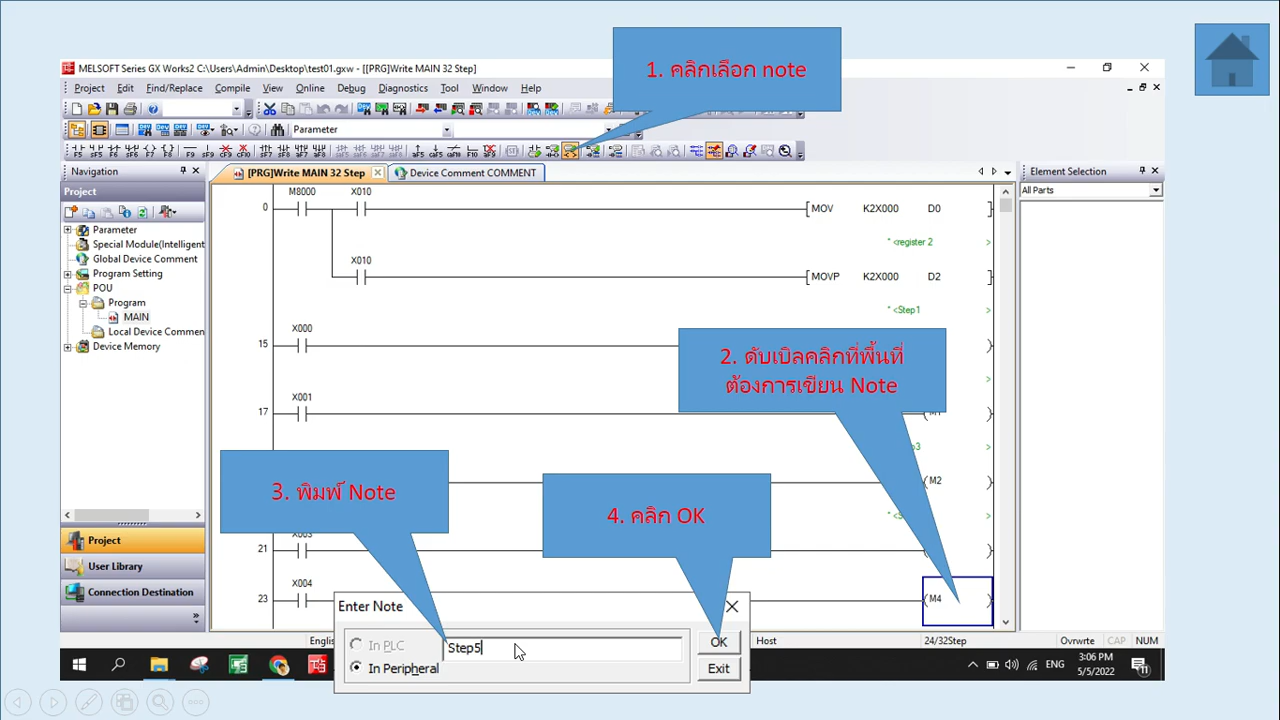 1. คลิกเลือก note
MELSOFT Series GX Works2 C:\Users\Admin\Desktop\test01.gxw - [[PRG]Write MAIN 32 Step]
Project Edit Find/Replace Compile View Online Debug Diagnostics Tool Window Help
Parameter
Navigation
[PRG]Write MAIN 32 Step
Device Comment COMMENT
Element Selection
Project
All Parts
Parameter
Special Module(Intelligent
Global Device Comment
Program Setting
POU
Program
MAIN
Local Device Commen
Device Memory
M8000 X010
0 MOV K2X000 D0
* <register 2 >
X010
MOVP K2X000 D2
* <Step1 >
X000
15
2. ดับเบิลคลิกที่พื้นที่
ต้องการเขียน Note
X001
17
M2
3. พิมพ์ Note
4. คลิก OK
21
X004
23 M4
Project
User Library
Connection Destination
Enter Note
In PLC
Step5
In Peripheral
OK
Exit
English
Host
24/32Step
Ovrwrte
CAP
NUM
ENG
3:06 PM
5/5/2022